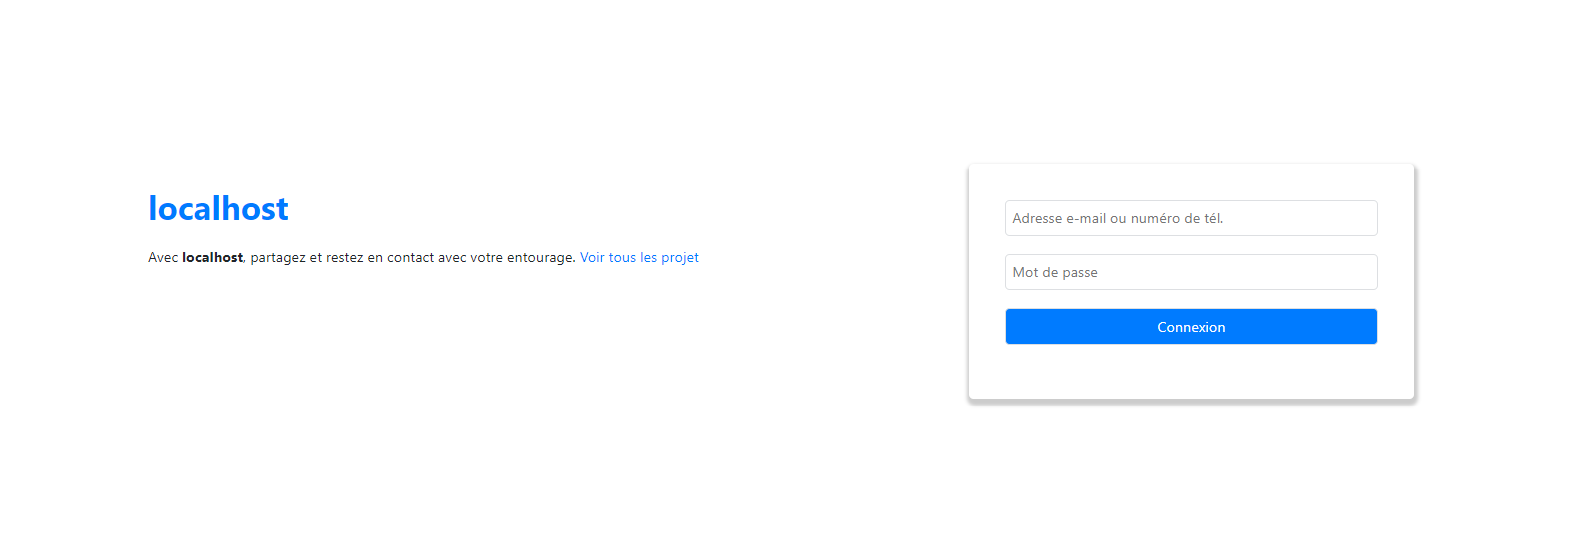 localhost
Avec localhost, partagez et restez en contact avec votre entourage. Voir tous les projet
Adresse e-mail ou numéro de tél.
Mot de passe
Connexion